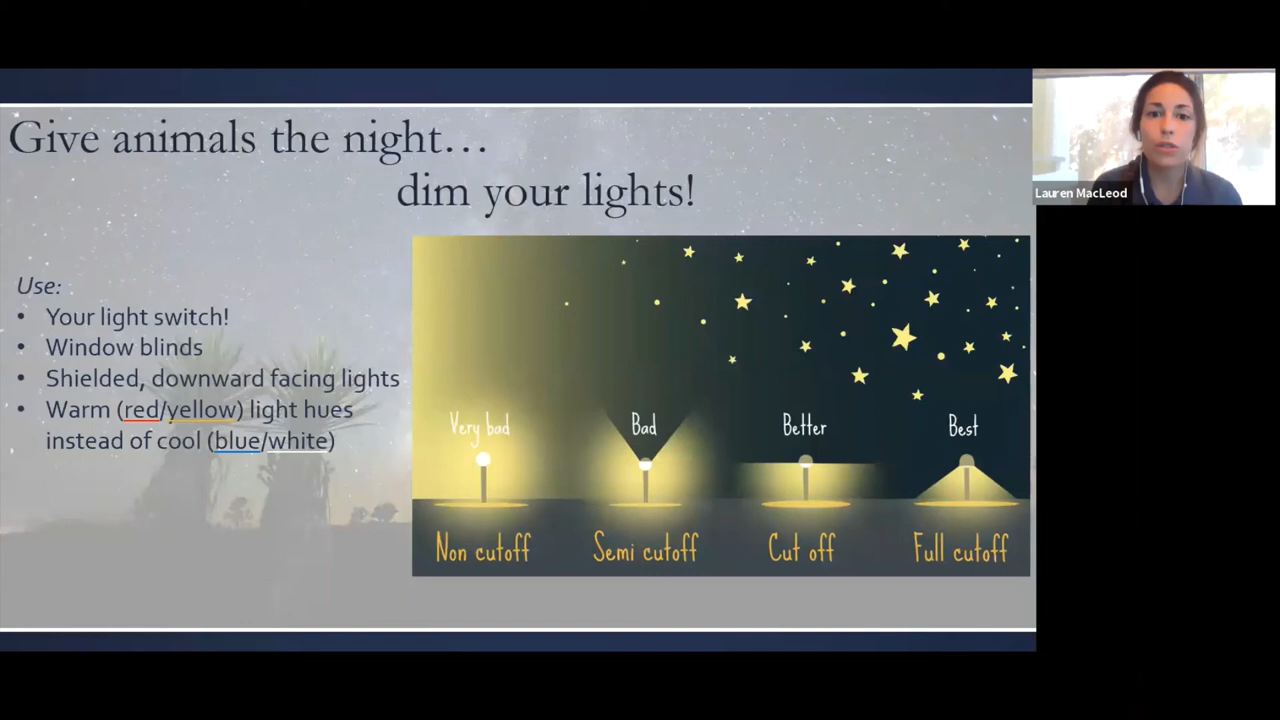 Give animals the night…
dim your lights!
Lauren MacLeod
Use:
• Your light switch!
• Window blinds
• Shielded, downward facing lights
• Warm (red/yellow) light hues
instead of cool (blue/white)
Very bad
Bad
Better
Best
Non cutoff
Semi cutoff
Cut off
Full cutoff